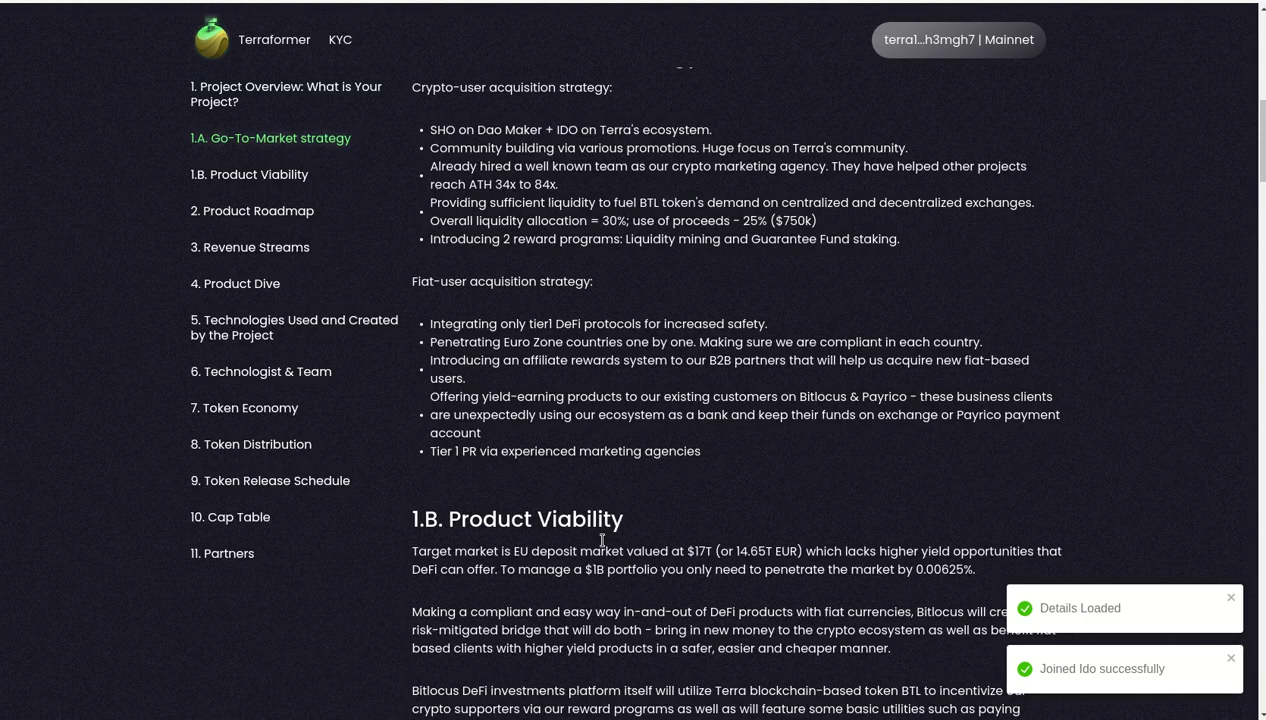 Terraformer
KYC
terra1...h3mgh7 | Mainnet
1. Project Overview: What is Your
Project?
1.A. Go-To-Market strategy
1.B. Product Viability
2. Product Roadmap
3. Revenue Streams
4. Product Dive
5. Technologies Used and Created
by the Project
6. Technologist & Team
7. Token Economy
8. Token Distribution
9. Token Release Schedule
10. Cap Table
11. Partners
Crypto-user acquisition strategy:
• SHO on Dao Maker + IDO on Terra's ecosystem.
• Community building via various promotions. Huge focus on Terra's community.
• Already hired a well known team as our crypto marketing agency. They have helped other projects
reach ATH 34x to 84x.
• Providing sufficient liquidity to fuel BTL token's demand on centralized and decentralized exchanges.
Overall liquidity allocation = 30%; use of proceeds - 25% ($750k)
• Introducing 2 reward programs: Liquidity mining and Guarantee Fund staking.
Fiat-user acquisition strategy:
• Integrating only tier1 DeFi protocols for increased safety.
• Penetrating Euro Zone countries one by one. Making sure we are compliant in each country.
• Introducing an affiliate rewards system to our B2B partners that will help us acquire new fiat-based
users.
• Offering yield-earning products to our existing customers on Bitlocus & Payrico - these business clients
are unexpectedly using our ecosystem as a bank and keep their funds on exchange or Payrico payment
account
• Tier 1 PR via experienced marketing agencies
1.B. Product Viability
Target market is EU deposit market valued at $17T (or 14.65T EUR) which lacks higher yield opportunities that
DeFi can offer. To manage a $1B portfolio you only need to penetrate the market by 0.00625%.
Making a compliant and easy way in-and-out of DeFi products with fiat currencies, Bitlocus will
risk-mitigated bridge that will do both - bring in new money to the crypto ecosystem as well as
based clients with higher yield products in a safer, easier and cheaper manner.
Bitlocus DeFi investments platform itself will utilize Terra blockchain-based token BTL to incentivize
crypto supporters via our reward programs as well as will feature some basic utilities such as paying
Details Loaded
Joined Ido successfully